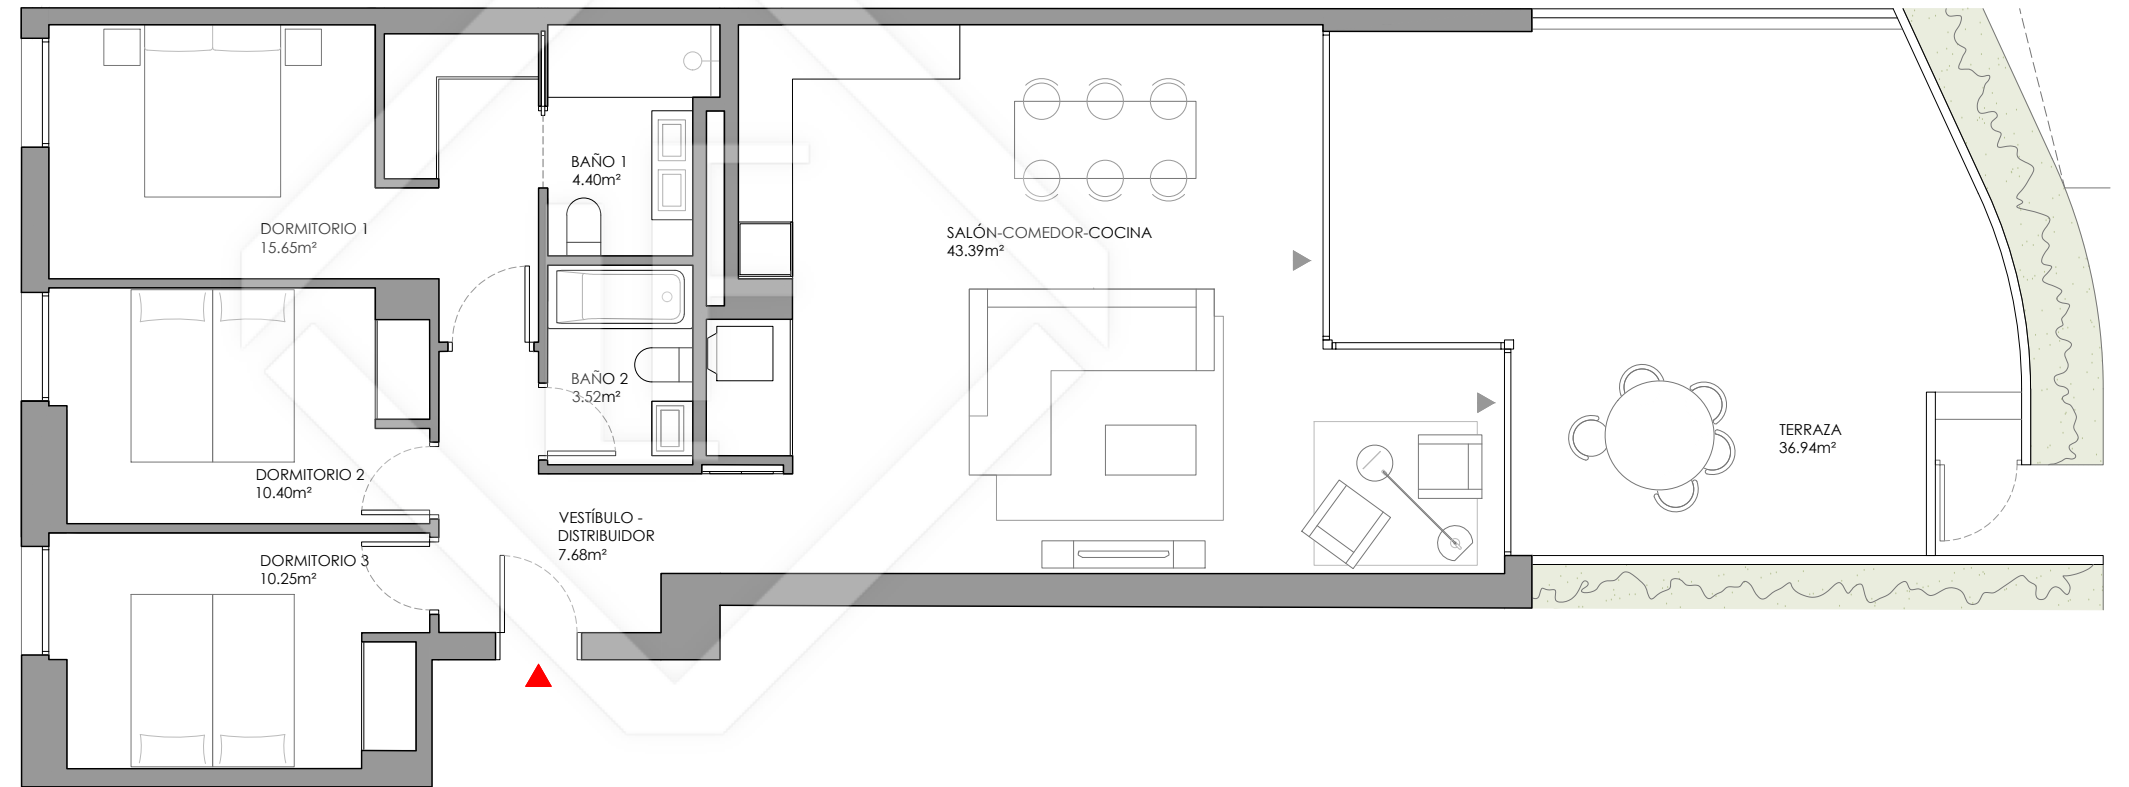 BAÑO 1
4.40m²
DORMITORIO 1
15.65m²
SALÓN-COMEDOR-COCINA
43.39m²
BAÑO 2
3.52m²
TERRAZA
36.94m²
DORMITORIO 2
10.40m²
VESTÍBULO -
DISTRIBUIDOR
7.68m²
DORMITORIO 3
10.25m²